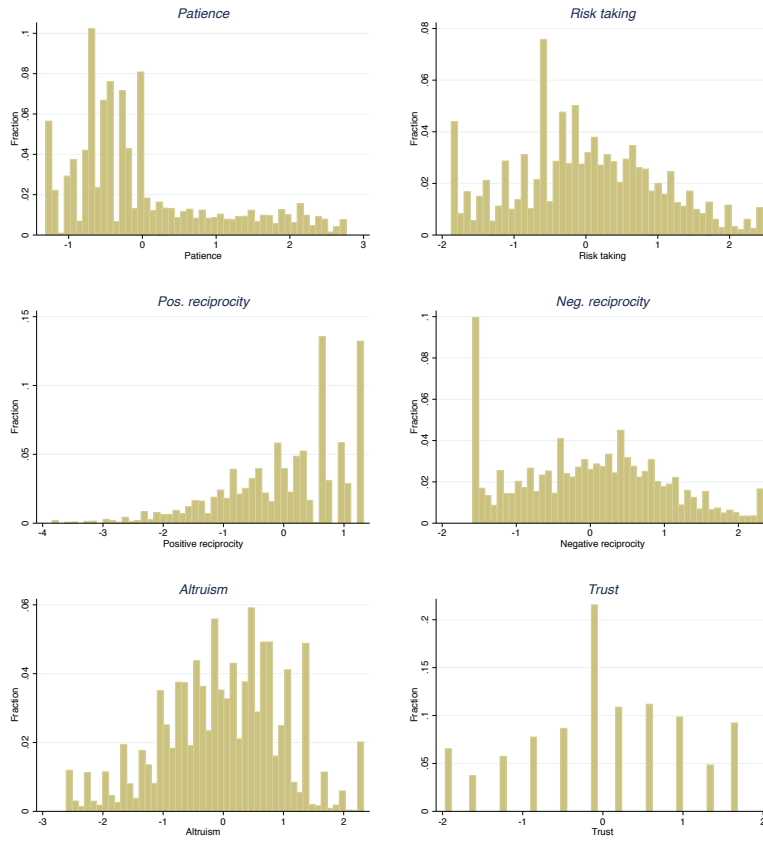 Patience
Fraction
0 .02 .04 .06 .08 .1
-1 0 1 2 3
Patience
Risk taking
Fraction
0 .02 .04 .06 .08
-2 -1 0 1 2
Risk taking
Pos. reciprocity
Fraction
0 .05 .1 .15
-4 -3 -2 -1 0 1
Positive reciprocity
Neg. reciprocity
Fraction
0 .02 .04 .06 .08 .1
-2 -1 0 1 2
Negative reciprocity
Altruism
Fraction
0 .02 .04 .06
-3 -2 -1 0 1 2
Altruism
Trust
Fraction
0 .05 .1 .15 .2
-2 -1 0 1 2
Trust